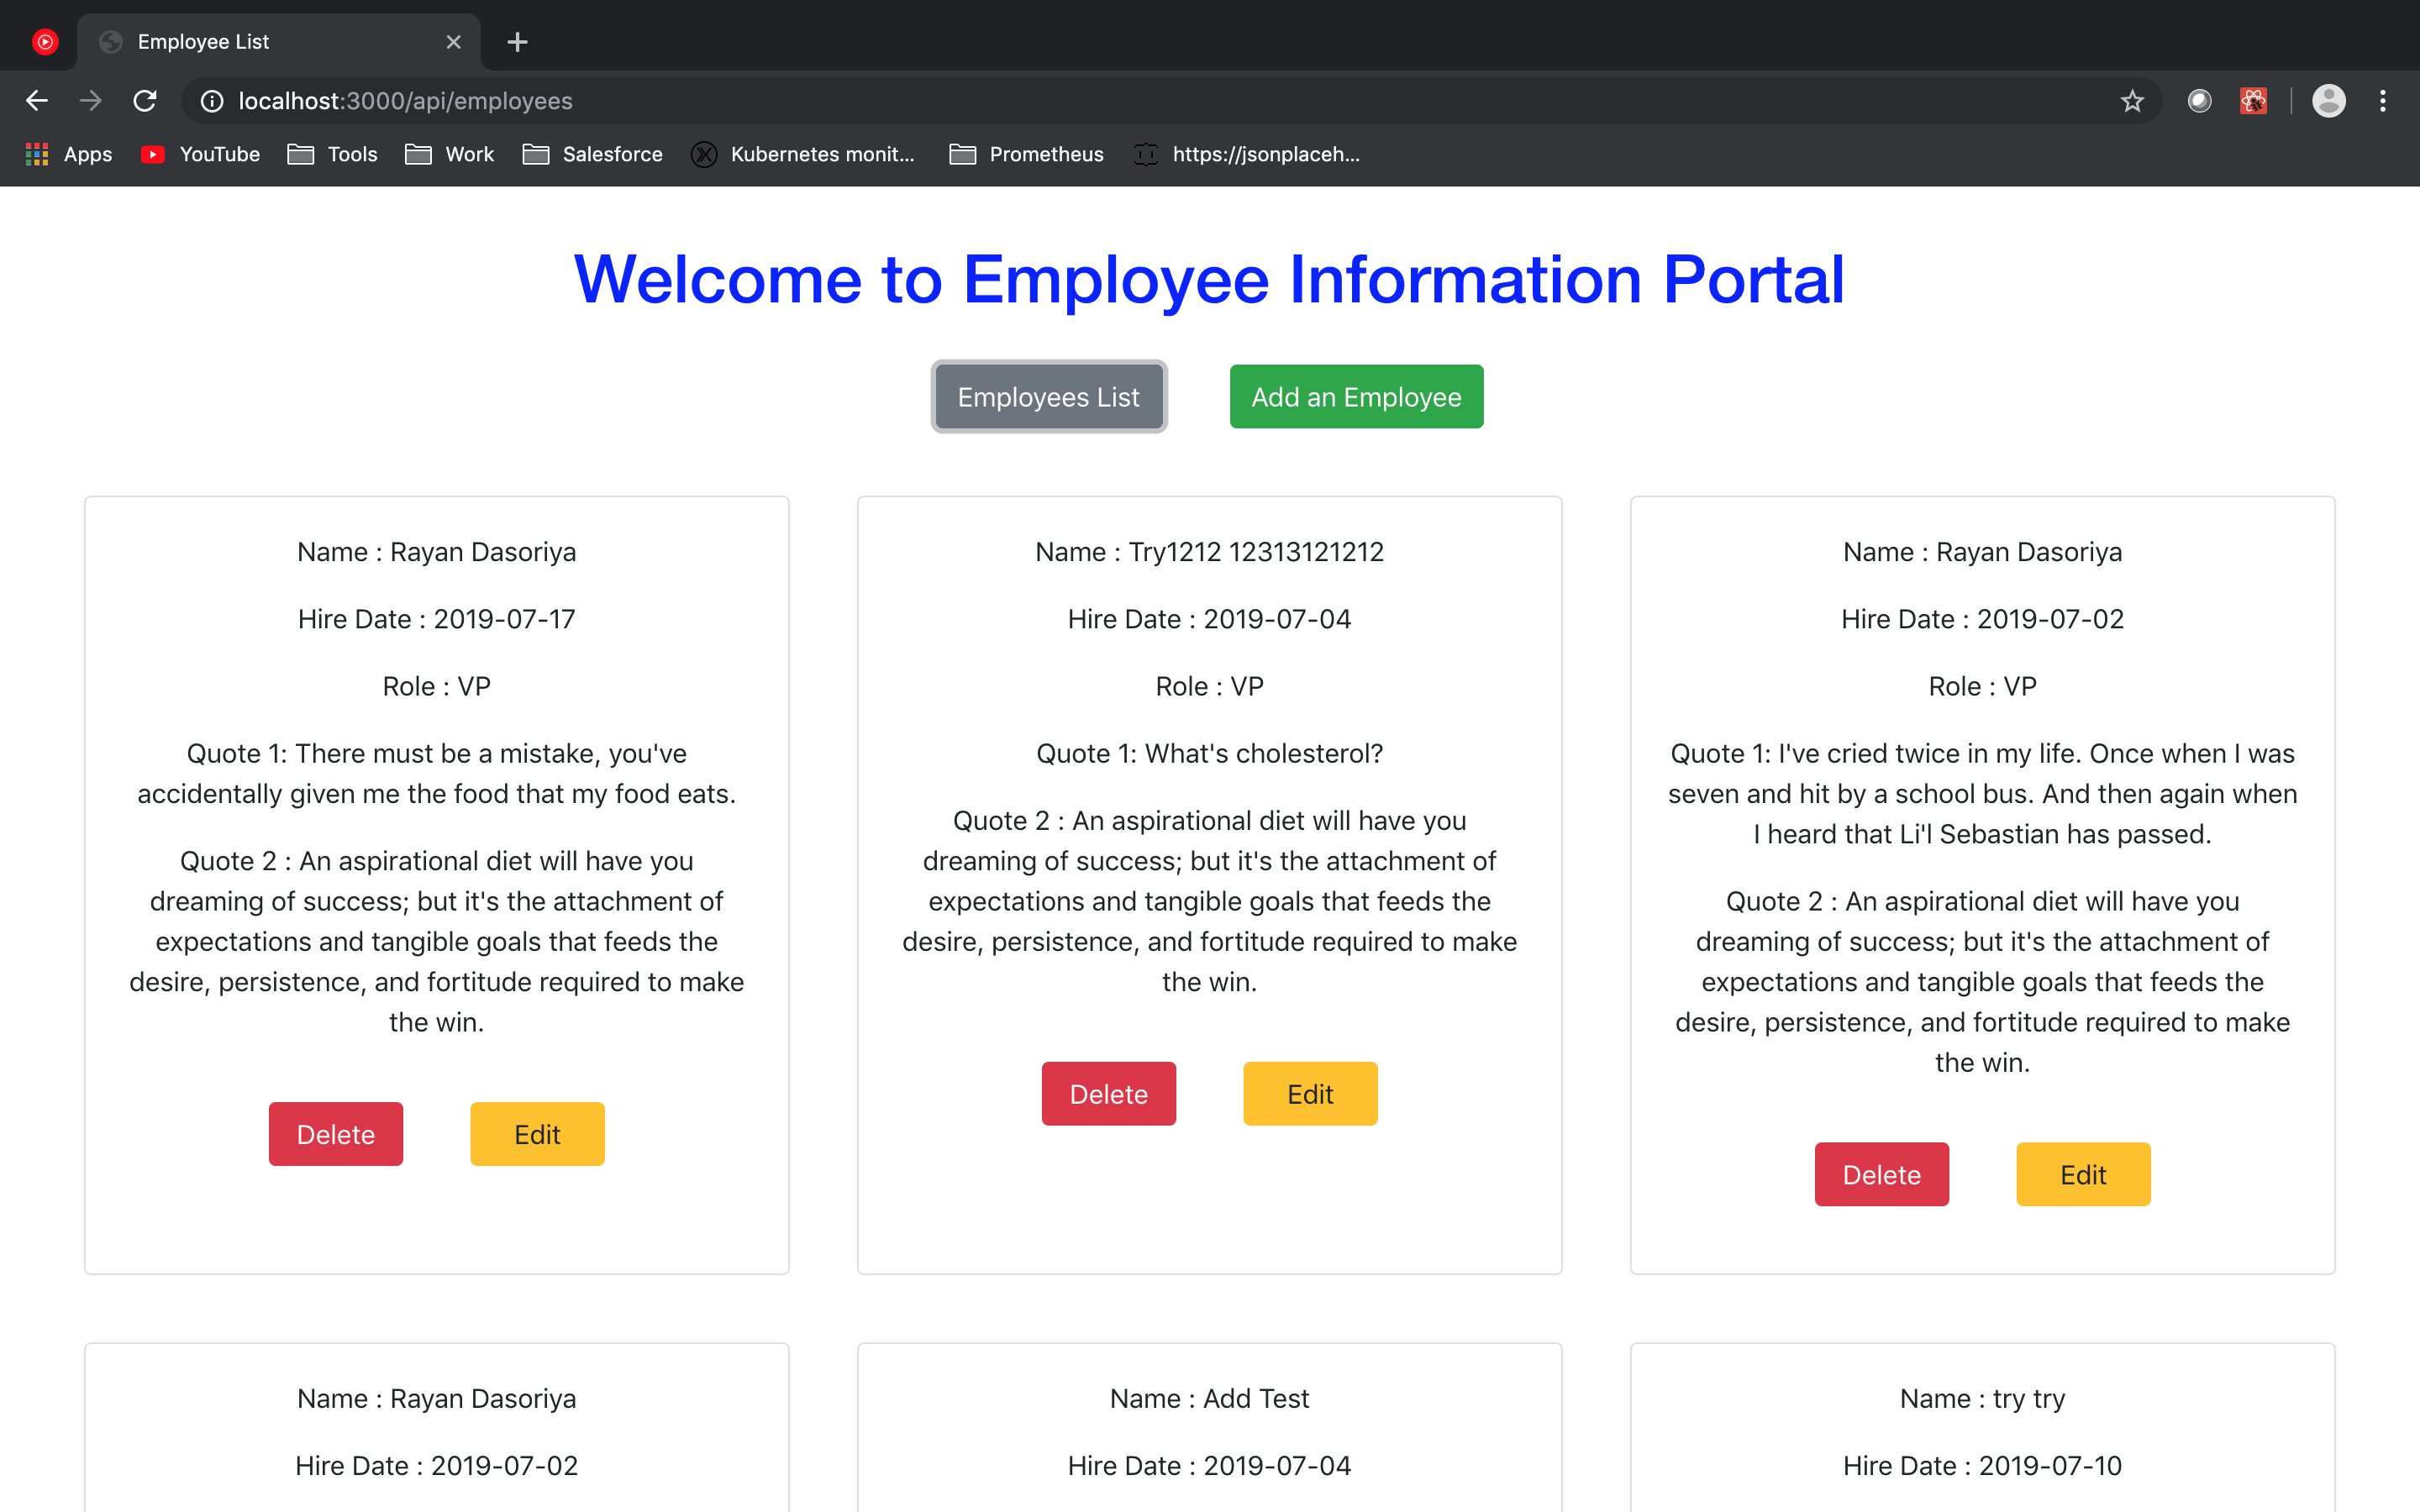 Employee List
localhost:3000/api/employees
Apps YouTube Tools Work Salesforce Kubernetes monit... Prometheus https://jsonplaceh...
Welcome to Employee Information Portal
Employees List Add an Employee
Name : Rayan Dasoriya
Hire Date : 2019-07-17
Role : VP
Quote 1: There must be a mistake, you've
accidentally given me the food that my food eats.
Quote 2 : An aspirational diet will have you
dreaming of success; but it's the attachment of
expectations and tangible goals that feeds the
desire, persistence, and fortitude required to make
the win.
Delete Edit
Name : Try1212 12313121212
Hire Date : 2019-07-04
Role : VP
Quote 1: What's cholesterol?
Quote 2 : An aspirational diet will have you
dreaming of success; but it's the attachment of
expectations and tangible goals that feeds the
desire, persistence, and fortitude required to make
the win.
Delete Edit
Name : Rayan Dasoriya
Hire Date : 2019-07-02
Role : VP
Quote 1: I've cried twice in my life. Once when I was
seven and hit by a school bus. And then again when
I heard that Li'l Sebastian has passed.
Quote 2 : An aspirational diet will have you
dreaming of success; but it's the attachment of
expectations and tangible goals that feeds the
desire, persistence, and fortitude required to make
the win.
Delete Edit
Name : Rayan Dasoriya
Hire Date : 2019-07-02
Name : Add Test
Hire Date : 2019-07-04
Name : try try
Hire Date : 2019-07-10